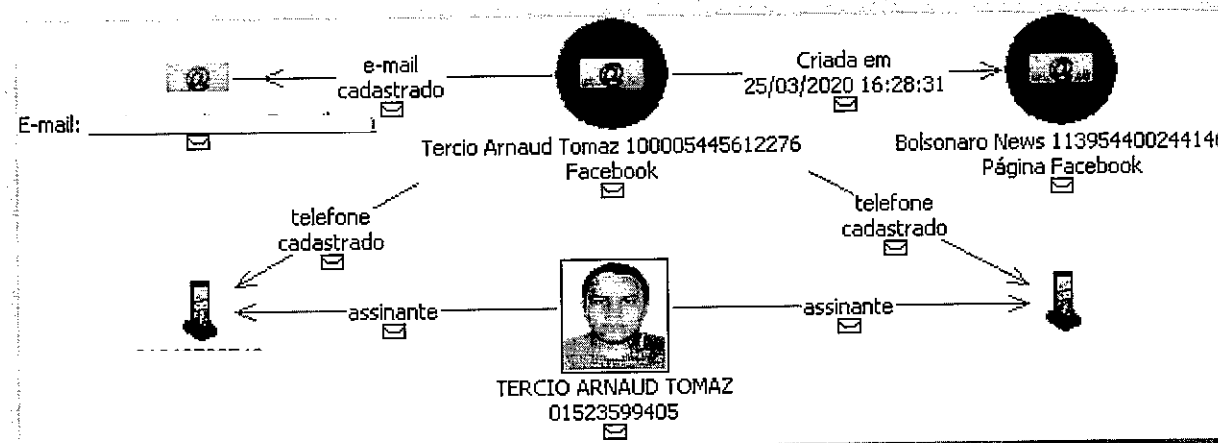 e-mail
cadastrado
Criada em
25/03/2020 16:28:31
E-mail:
Tercio Arnaud Tomaz 100005445612276
Facebook
Bolsonaro News 11395440024414
Página Facebook
telefone
cadastrado
telefone
cadastrado
assinante
assinante
TERCIO ARNAUD TOMAZ
01523599405